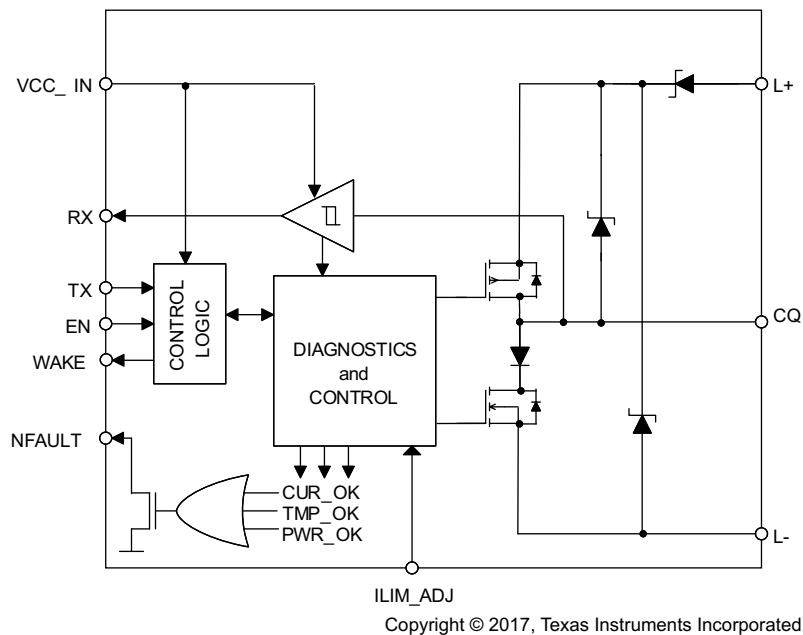 VCC_ IN
L+
RX
TX
EN
WAKE
CONTROL
LOGIC
DIAGNOSTICS
and
CONTROL
CQ
NFAULT
CUR_OK
TMP_OK
PWR_OK
L-
ILIM_ADJ
Copyright © 2017, Texas Instruments Incorporated